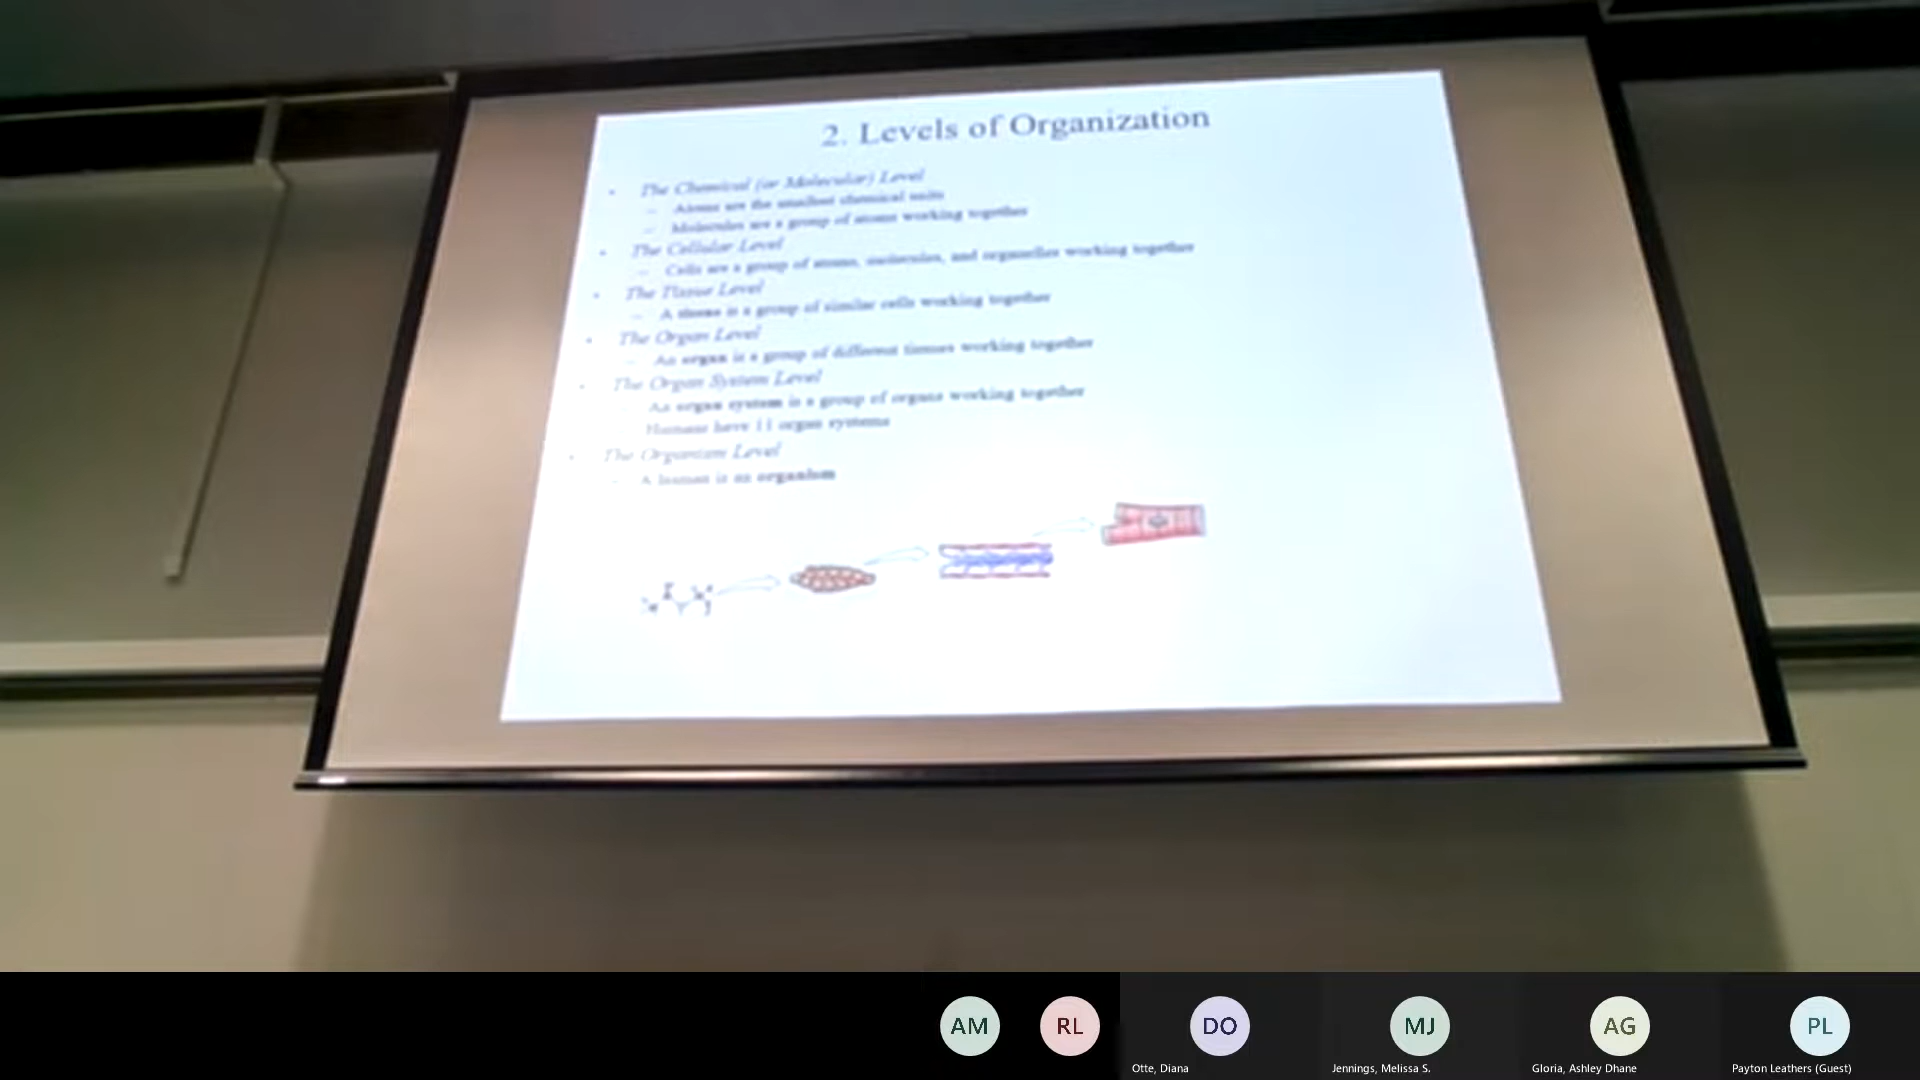 2. Levels of Organization
The Chemical (or Molecular) Level
Atoms are the smallest chemical units
Molecules are a group of atoms working together
The Cellular Level
Cells are a group of atoms, molecules, and organelles working together
The Tissue Level
A tissue is a group of similar cells working together
The Organ Level
An organ is a group of different tissues working together
The Organ System Level
An organ system is a group of organs working together
Humans have 11 organ systems
The Organism Level
A human is an organism
AM RL DO MJ AG PL
Otte, Diana Jennings, Melissa S. Gloria, Ashley Dhane Payton Leathers (Guest)